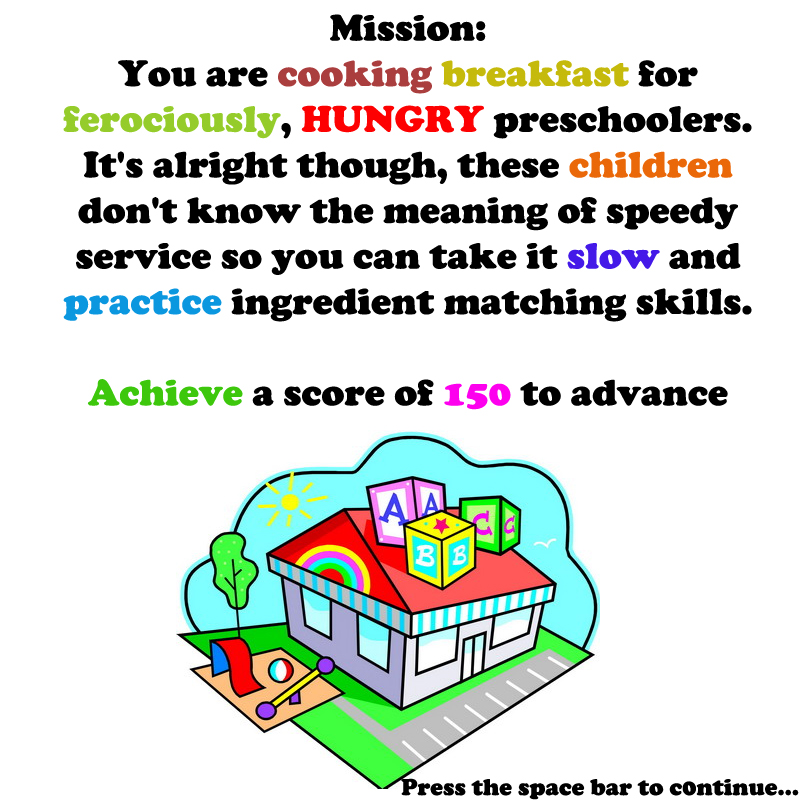 Mission:
You are cooking breakfast for
ferociously, HUNGRY preschoolers.
It's alright though, these children
don't know the meaning of speedy
service so you can take it slow and
practice ingredient matching skills.
Achieve a score of 150 to advance
A A
C C
B B
Press the space bar to c0ntinue...